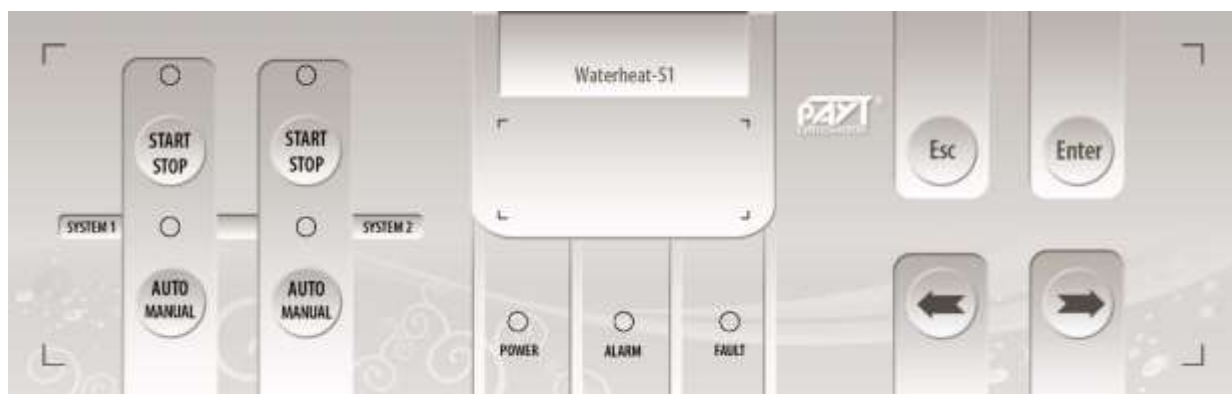 Waterheat-S1
START
STOP
START
STOP
SYSTEM 1
SYSTEM 2
AUTO
MANUAL
AUTO
MANUAL
POWER
ALARM
FAULT
Esc
Enter